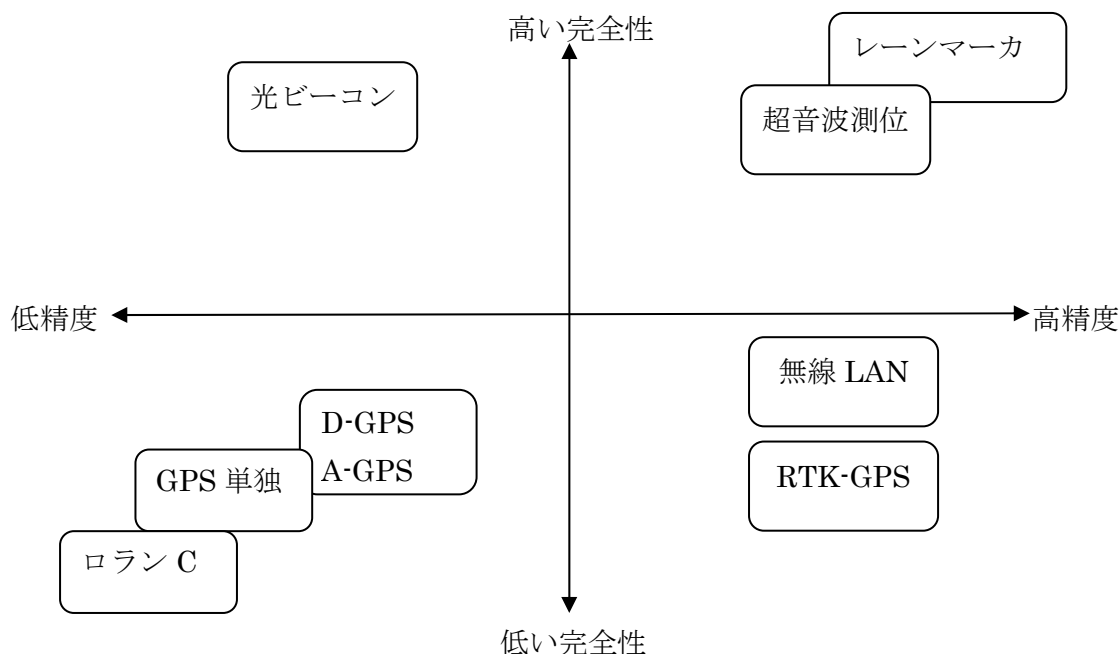 高い完全性
レーンマーカ
光ビーコン
超音波測位
低精度
高精度
無線 LAN
D-GPS
A-GPS
GPS 単独
RTK-GPS
ロラン C
低い完全性